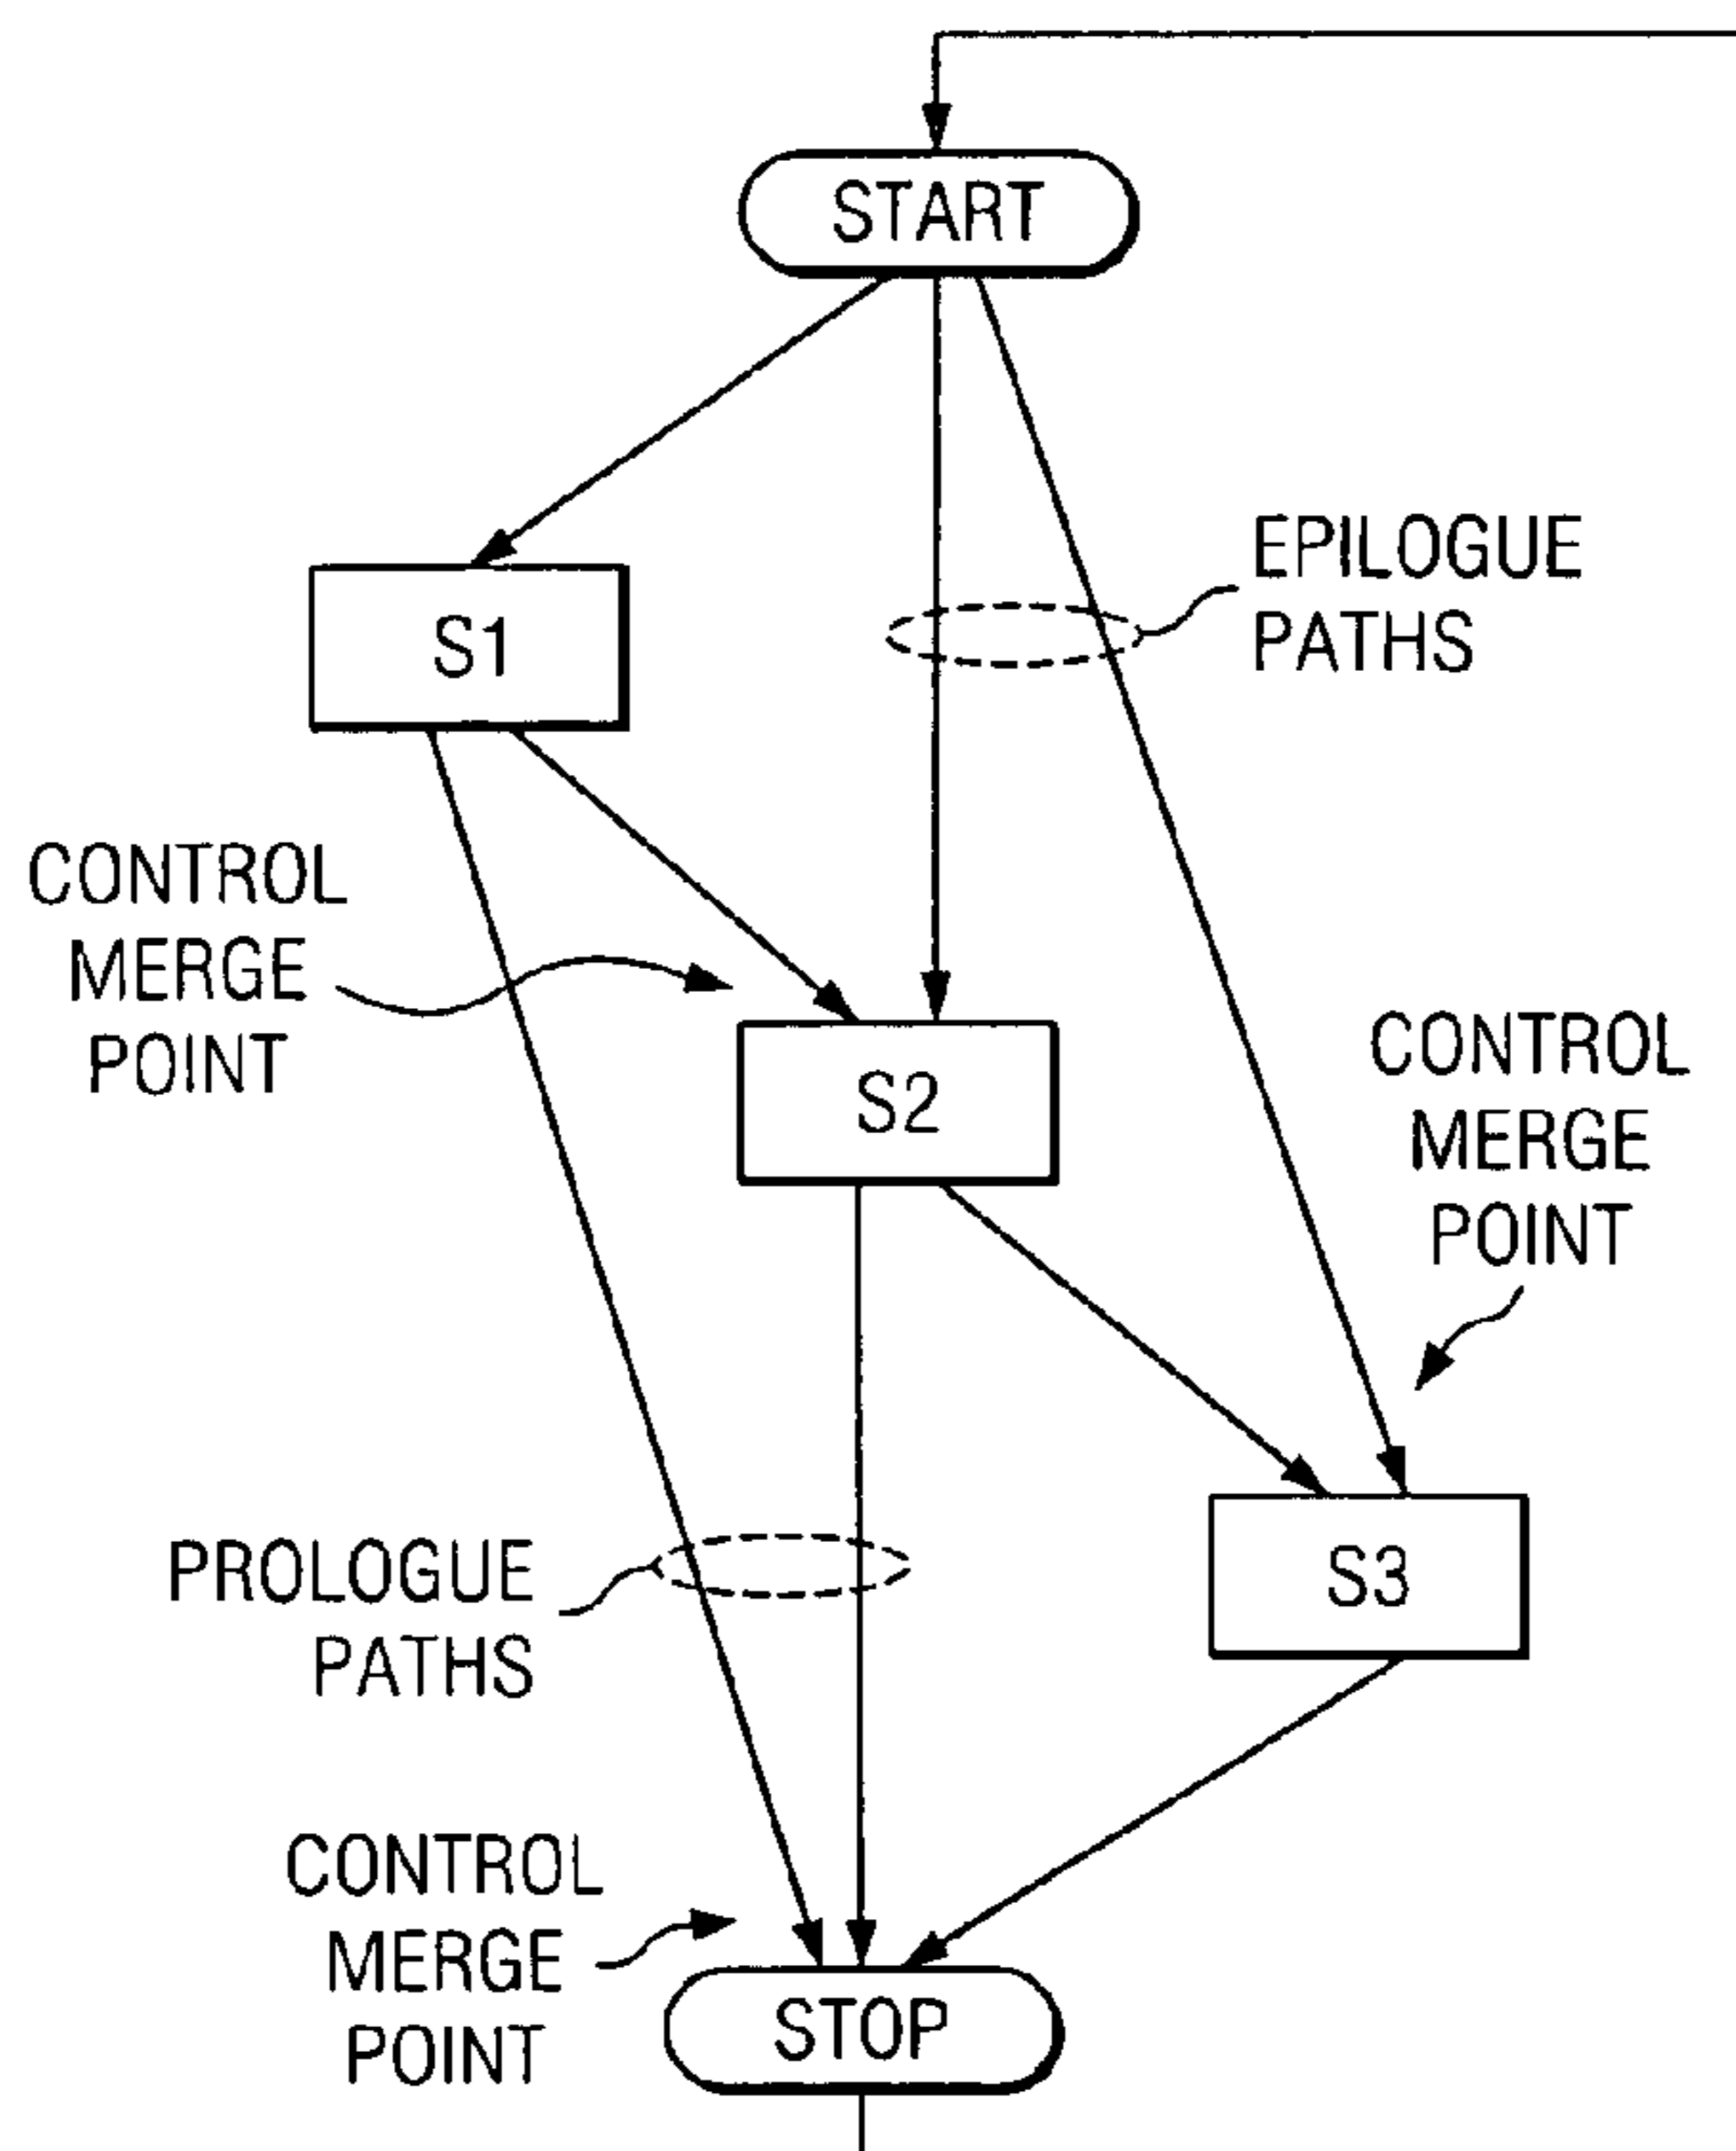 START
EPILOGUE
PATHS
S1
CONTROL
MERGE
POINT
S2
CONTROL
MERGE
POINT
PROLOGUE
PATHS
S3
CONTROL
MERGE
POINT
STOP